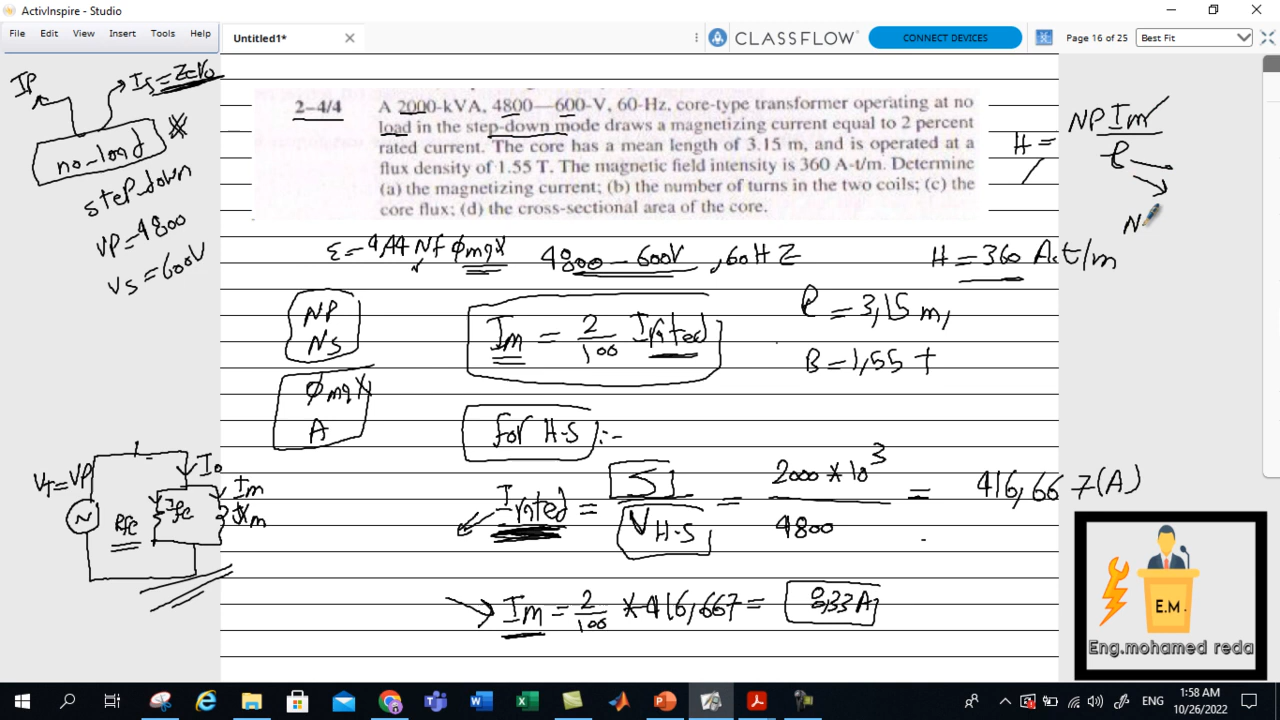 ActivInspire - Studio
File Edit View Insert Tools Help
Untitled1*
CLASSFLOW
CONNECT DEVICES
Page 16 of 25
Best Fit
IP
Is = Zero
no-load
step down
VP = 4800
VS = 600V
2–4/4 A 2000-kVA, 4800—600-V, 60-Hz, core-type transformer operating at no
load in the step-down mode draws a magnetizing current equal to 2 percent
rated current. The core has a mean length of 3.15 m, and is operated at a
flux density of 1.55 T. The magnetic field intensity is 360 A-t/m. Determine
(a) the magnetizing current; (b) the number of turns in the two coils; (c) the
core flux; (d) the cross-sectional area of the core.
H = NP Im / ℓ
N
ε = 4,44 Nf ϕmax
4800 – 600V , 60HZ
H = 360 A.t/m
NP
NS
Im = 2/100 Irated
ℓ = 3,15 m,
B = 1,55 t
ϕmax
A
for H-S :-
Irated = S / VH-S = 2000 * 10^3 / 4800 = 416,667(A)
VT = VP
Io
Im
Ifc
Rfc
Xm
Im = 2/100 * 416,667 = 8,33 A
E.M.
Eng.mohamed reda
ENG
1:58 AM
10/26/2022